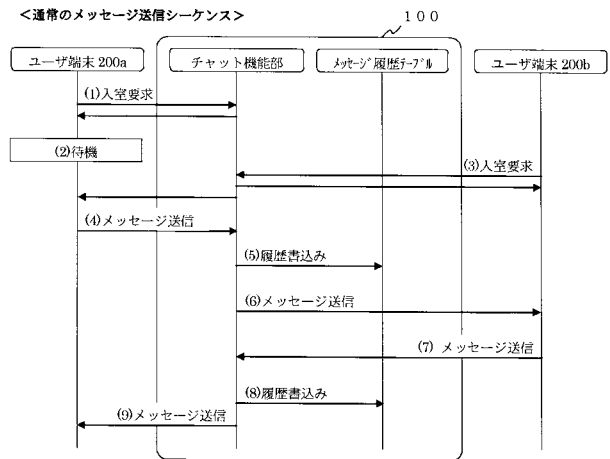 <通常のメッセージ送信シーケンス>
100
ユーザ端末 200a
チャット機能部
メッセージ履歴テーブル
ユーザ端末 200b
(1)入室要求
(2)待機
(3)入室要求
(4)メッセージ送信
(5)履歴書込み
(6)メッセージ送信
(7) メッセージ送信
(8)履歴書込み
(9)メッセージ送信